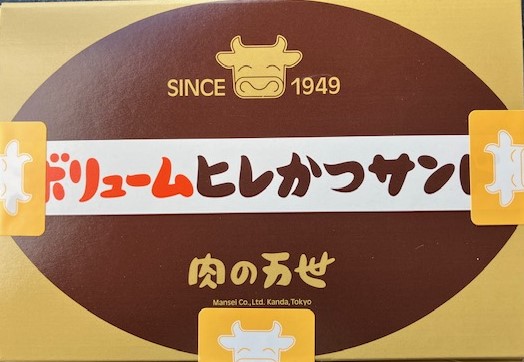 SINCE 1949
ボリュームヒレかつサンド
肉の万世
Mansei Co.,Ltd. Kanda,Tokyo